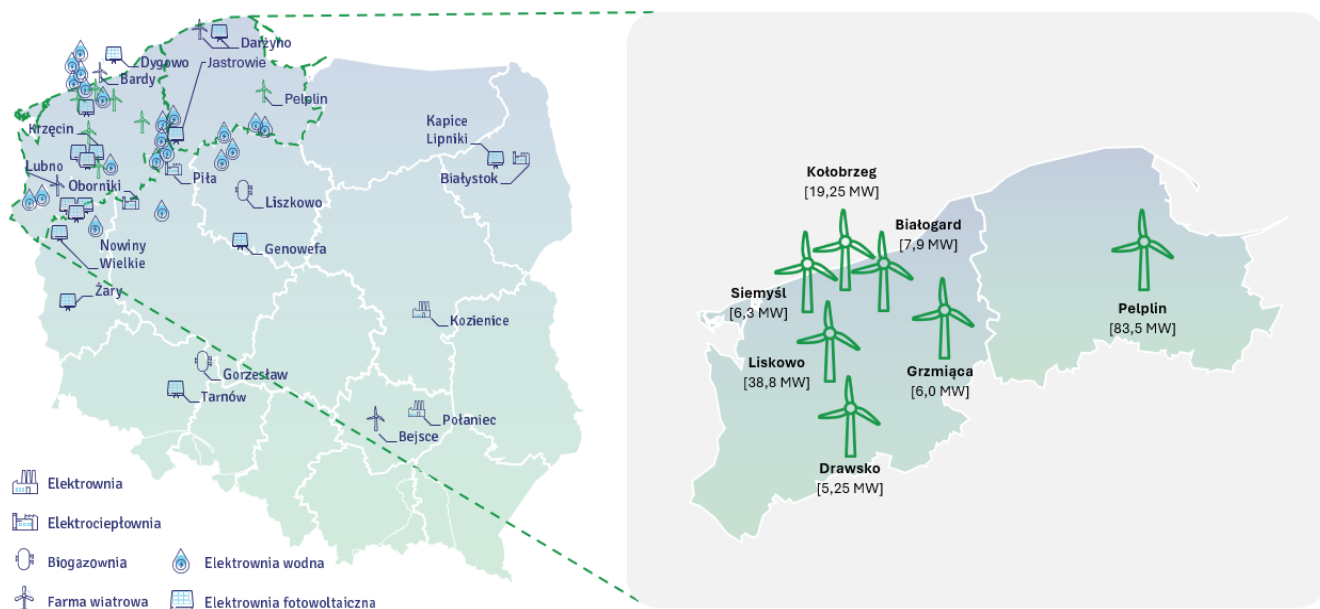 Darżyno
Dygowo
Jastrowie
Bardy
Pelplin
Krzęcin
Kapice
Lipniki
Białystok
Lubno
Oborniki
Piła
Liszkowo
Nowiny
Wielkie
Genowefa
Żary
Kozienice
Gorzesław
Tarnów
Połaniec
Bejsce
Elektrownia
Elektrociepłownia
Biogazownia
Elektrownia wodna
Farma wiatrowa
Elektrownia fotowoltaiczna
Kołobrzeg
[19,25 MW]
Białogard
[7,9 MW]
Siemyśl
[6,3 MW]
Pelplin
[83,5 MW]
Liskowo
[38,8 MW]
Grzmiąca
[6,0 MW]
Drawsko
[5,25 MW]